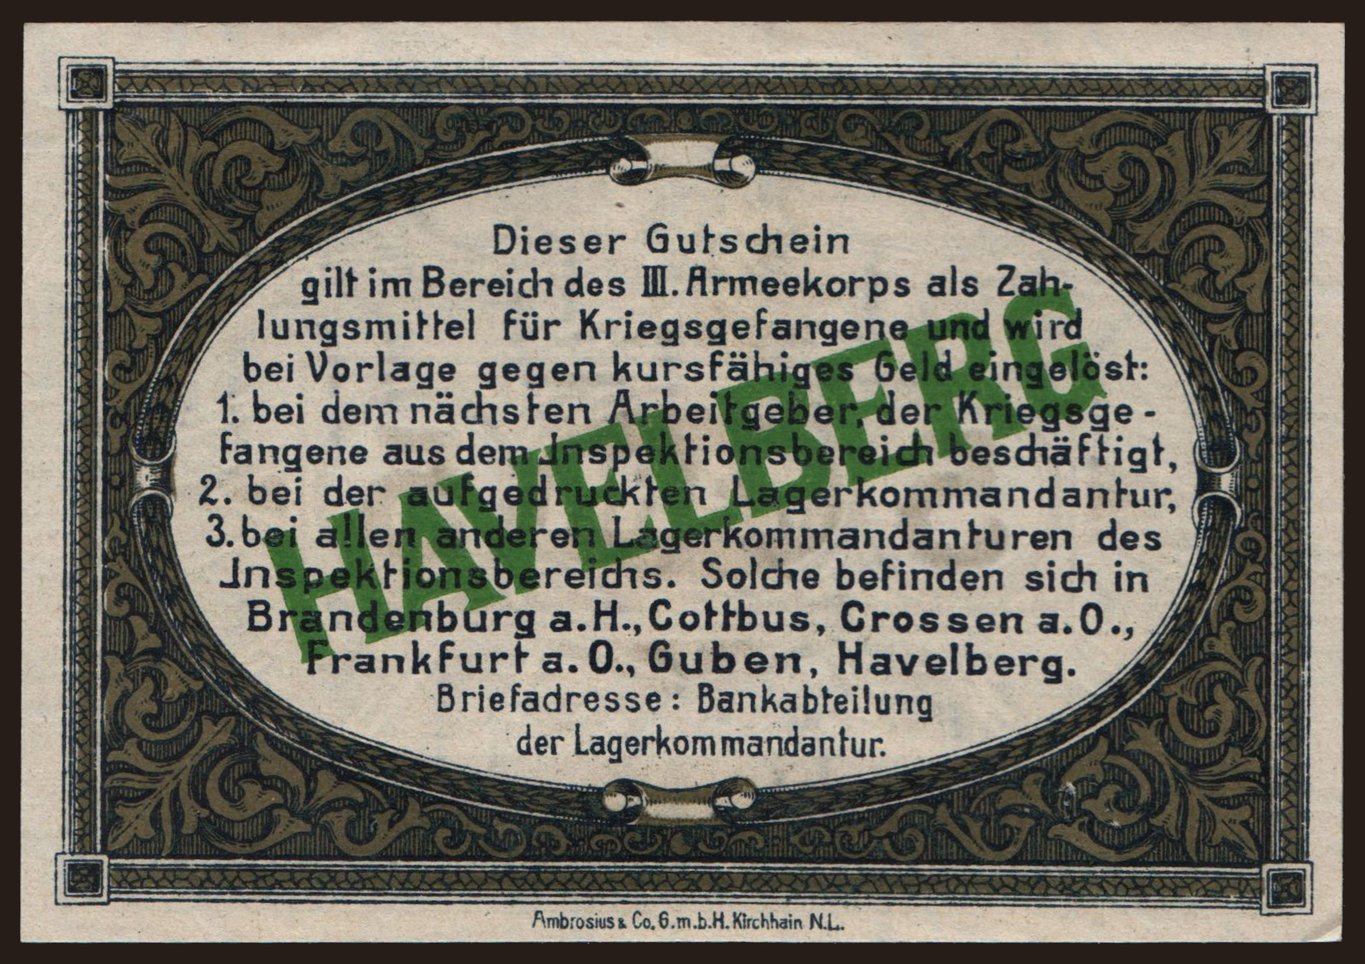 Dieser Gutschein
gilt im Bereich des III. Armeekorps als Zah-
lungsmittel für Kriegsgefangene und wird
bei Vorlage gegen kursfähiges Geld eingelöst:
1. bei dem nächsten Arbeitgeber, der Kriegsge-
fangene aus dem Jnspektionsbereich beschäftigt,
2. bei der aufgedruckten Lagerkommandantur,
3. bei allen anderen Lagerkommandanturen des
Jnspektionsbereichs. Solche befinden sich in
Brandenburg a. H., Cottbus, Crossen a. O.,
Frankfurt a. O., Guben, Havelberg.
Briefadresse: Bankabteilung
der Lagerkommandantur.
HAVELBERG
Ambrosius & Co. G.m.b.H. Kirchhain N.L.